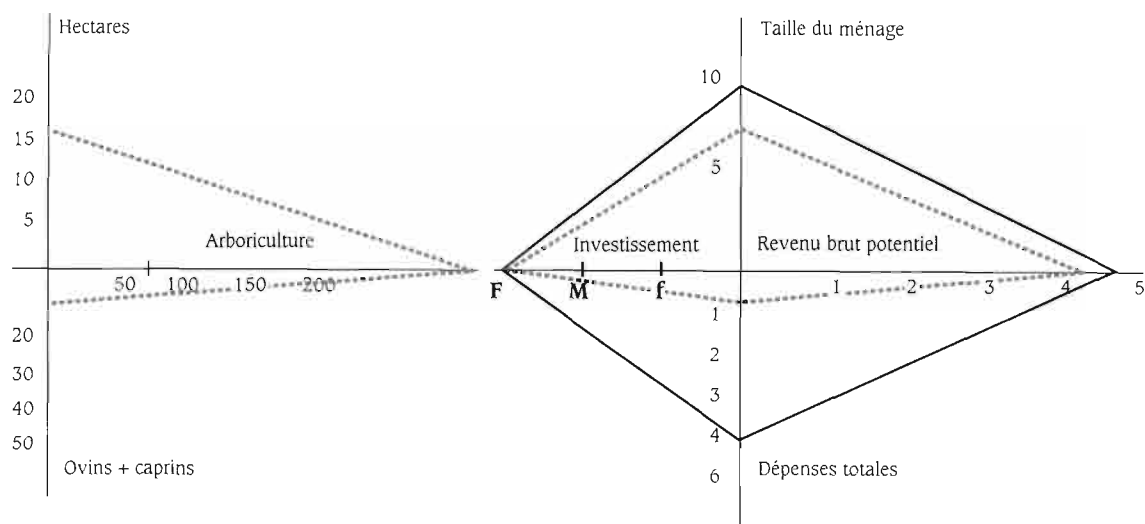 Hectares
20
15
10
5
Arboriculture
50 100 150 200
20
30
40
50
Ovins + caprins
Taille du ménage
10
5
Investissement
Revenu brut potentiel
F M f
1 2 3 4 5
1
2
3
4
6
Dépenses totales